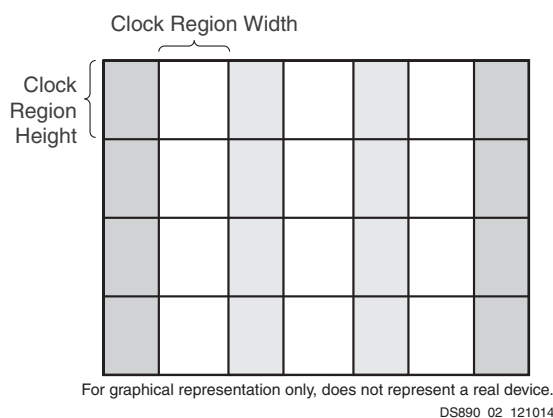 Clock Region Width
Clock
Region
Height
For graphical representation only, does not represent a real device.
DS890_02_121014